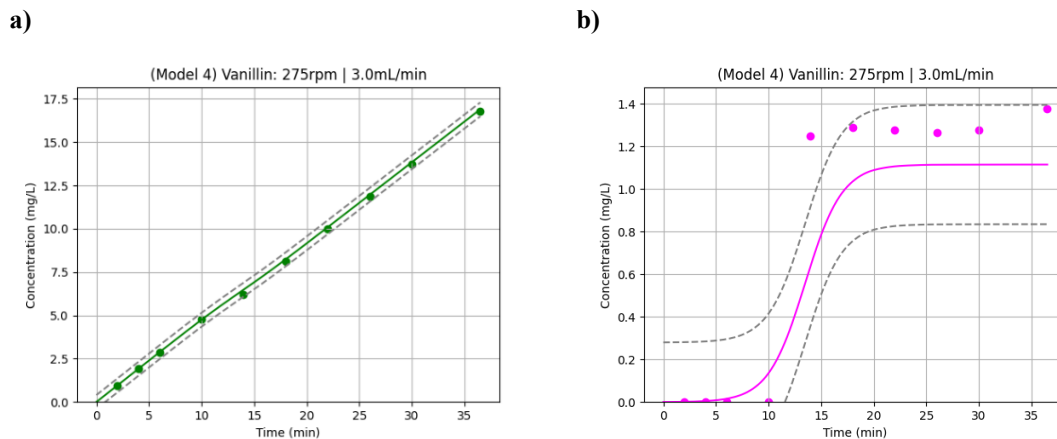 a)
b)
(Model 4) Vanillin: 275rpm | 3.0mL/min
17.5
15.0
12.5
10.0
7.5
5.0
2.5
0.0
Concentration (mg/L)
0 5 10 15 20 25 30 35
Time (min)
(Model 4) Vanillin: 275rpm | 3.0mL/min
1.4
1.2
1.0
0.8
0.6
0.4
0.2
0.0
Concentration (mg/L)
0 5 10 15 20 25 30 35
Time (min)